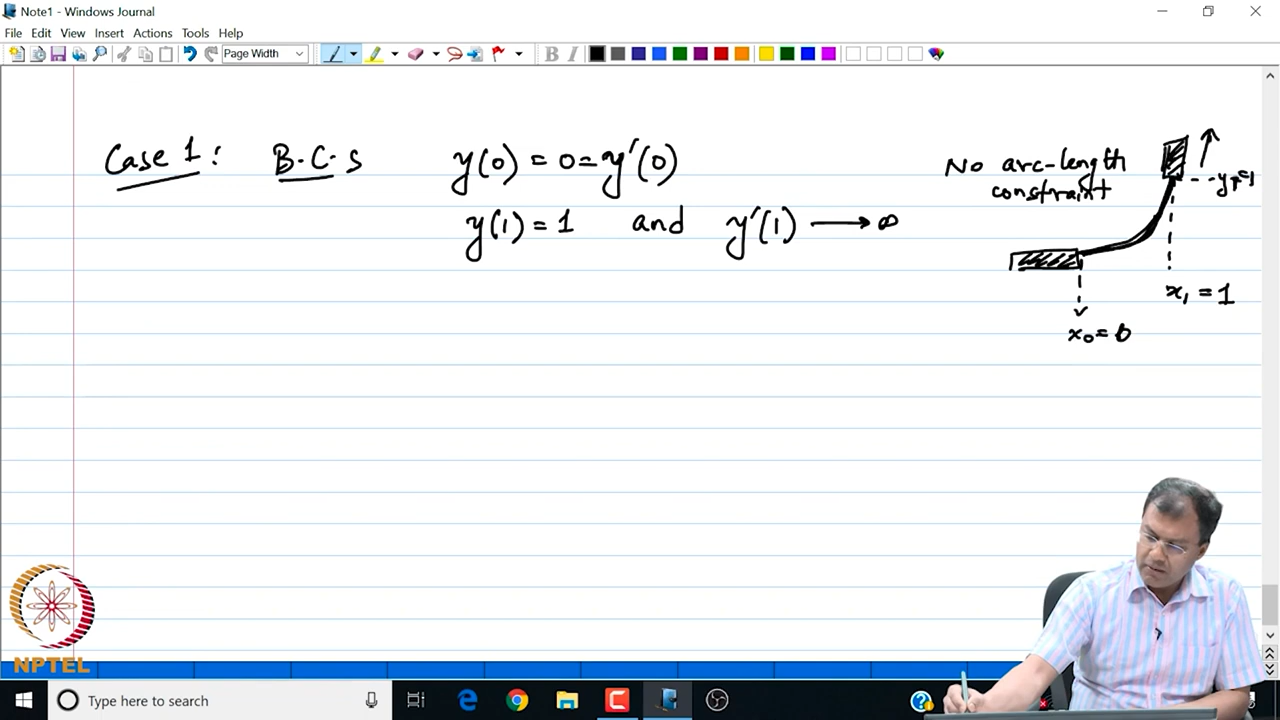 Note1 - Windows Journal
File Edit View Insert Actions Tools Help
Page Width B I
Case 1: B.C.s y(0) = 0 = y'(0)
y(1) = 1 and y'(1) → ∞
No arc-length
constraint
x₁ = 1
x₀ = 0
NPTEL
Type here to search